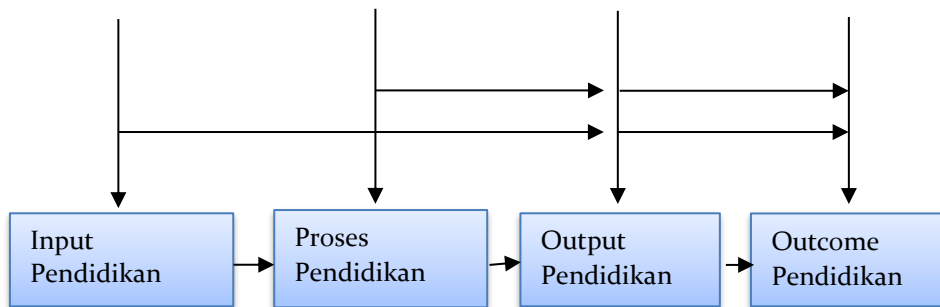 Input
Pendidikan
Proses
Pendidikan
Output
Pendidikan
Outcome
Pendidikan